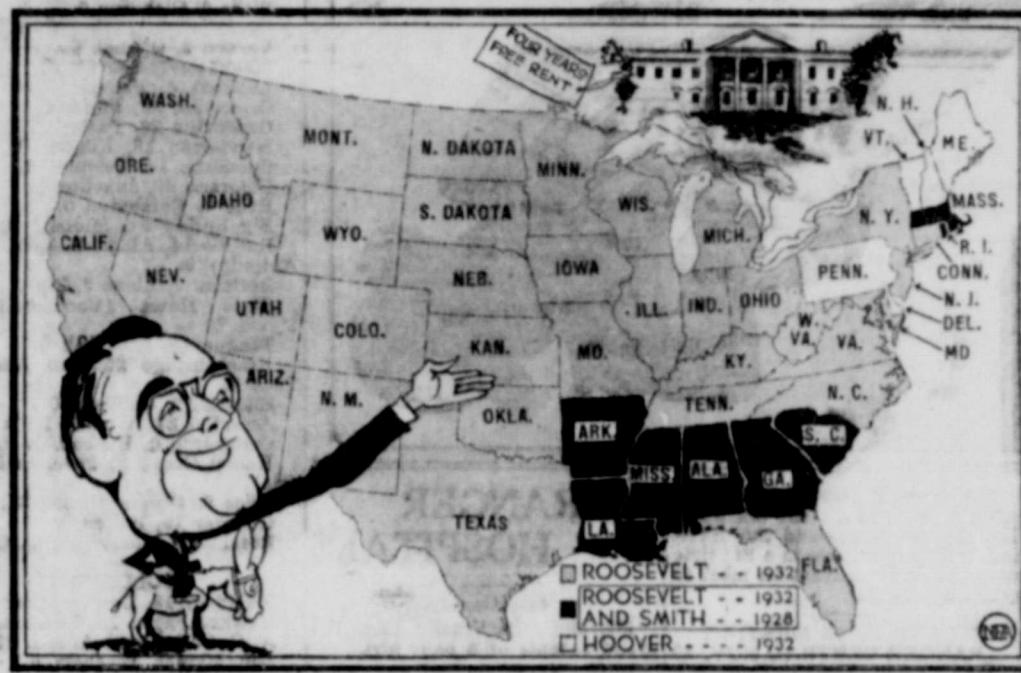 FOUR YEARS'
FREE RENT
WASH.
ORE.
IDAHO
MONT.
N. DAKOTA
S. DAKOTA
MINN.
WIS.
MICH.
N. H.
VT.
ME.
MASS.
N. Y.
R. I.
CONN.
N. J.
DEL.
MD
PENN.
CALIF.
NEV.
UTAH
WYO.
COLO.
NEB.
IOWA
ILL.
IND.
OHIO
W.
VA.
VA.
KAN.
MO.
KY.
ARIZ.
N. M.
OKLA.
ARK.
TENN.
N. C.
S. C.
MISS.
ALA.
GA.
TEXAS
LA.
FLA.
ROOSEVELT - - 1932
ROOSEVELT - - 1932
AND SMITH - - 1928
HOOVER - - - - 1932
NEA